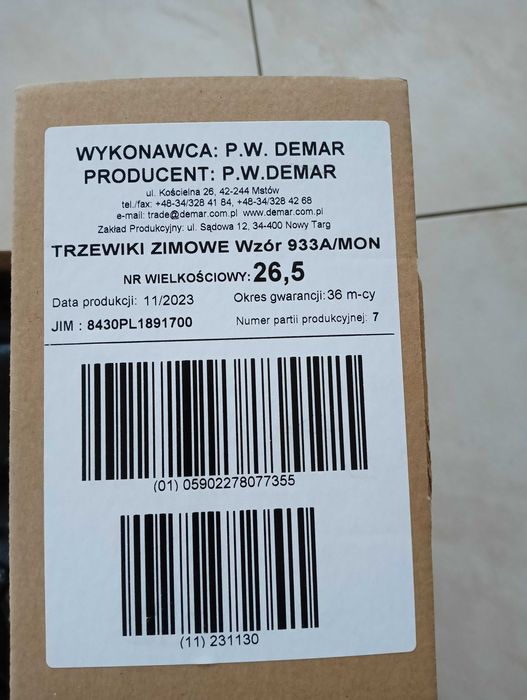 WYKONAWCA: P.W. DEMAR
PRODUCENT: P.W.DEMAR
ul. Kościelna 26, 42-244 Mstów
tel./fax: +48-34/328 41 84, +48-34/328 42 68
e-mail: trade@demar.com.pl www.demar.com.pl
Zakład Produkcyjny: ul. Sądowa 12, 34-400 Nowy Targ
TRZEWIKI ZIMOWE Wzór 933A/MON
NR WIELKOŚCIOWY: 26,5
Data produkcji: 11/2023 Okres gwarancji: 36 m-cy
JIM : 8430PL1891700 Numer partii produkcyjnej: 7
(01) 05902278077355
(11) 231130